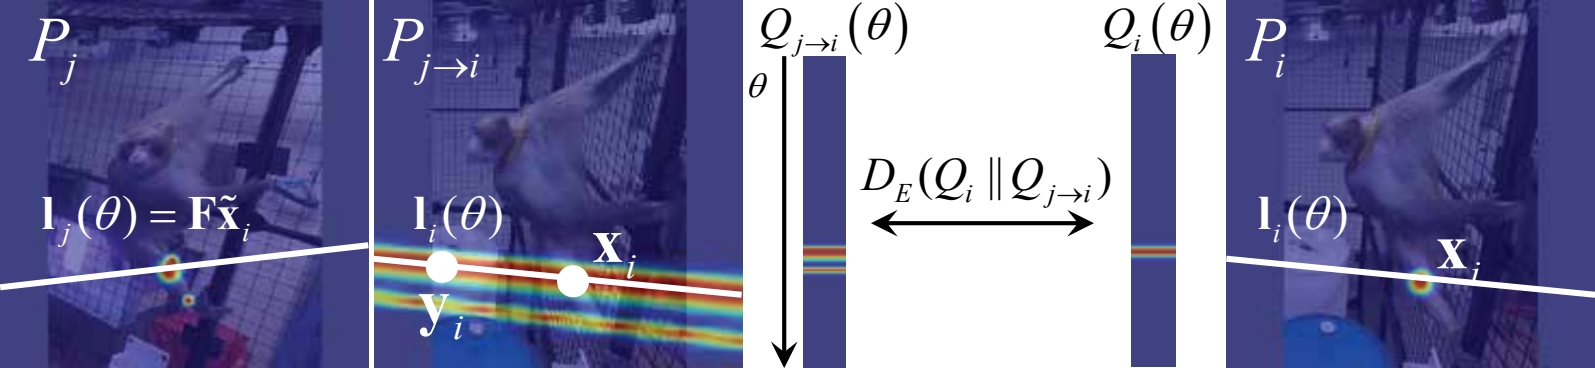 P_j
l_j(θ) = Fx̃_i
P_{j→i}
l_i(θ)
x_i
y_i
Q_{j→i}(θ)
θ
D_E(Q_i ∥ Q_{j→i})
Q_i(θ)
P_i
l_i(θ)
x_i